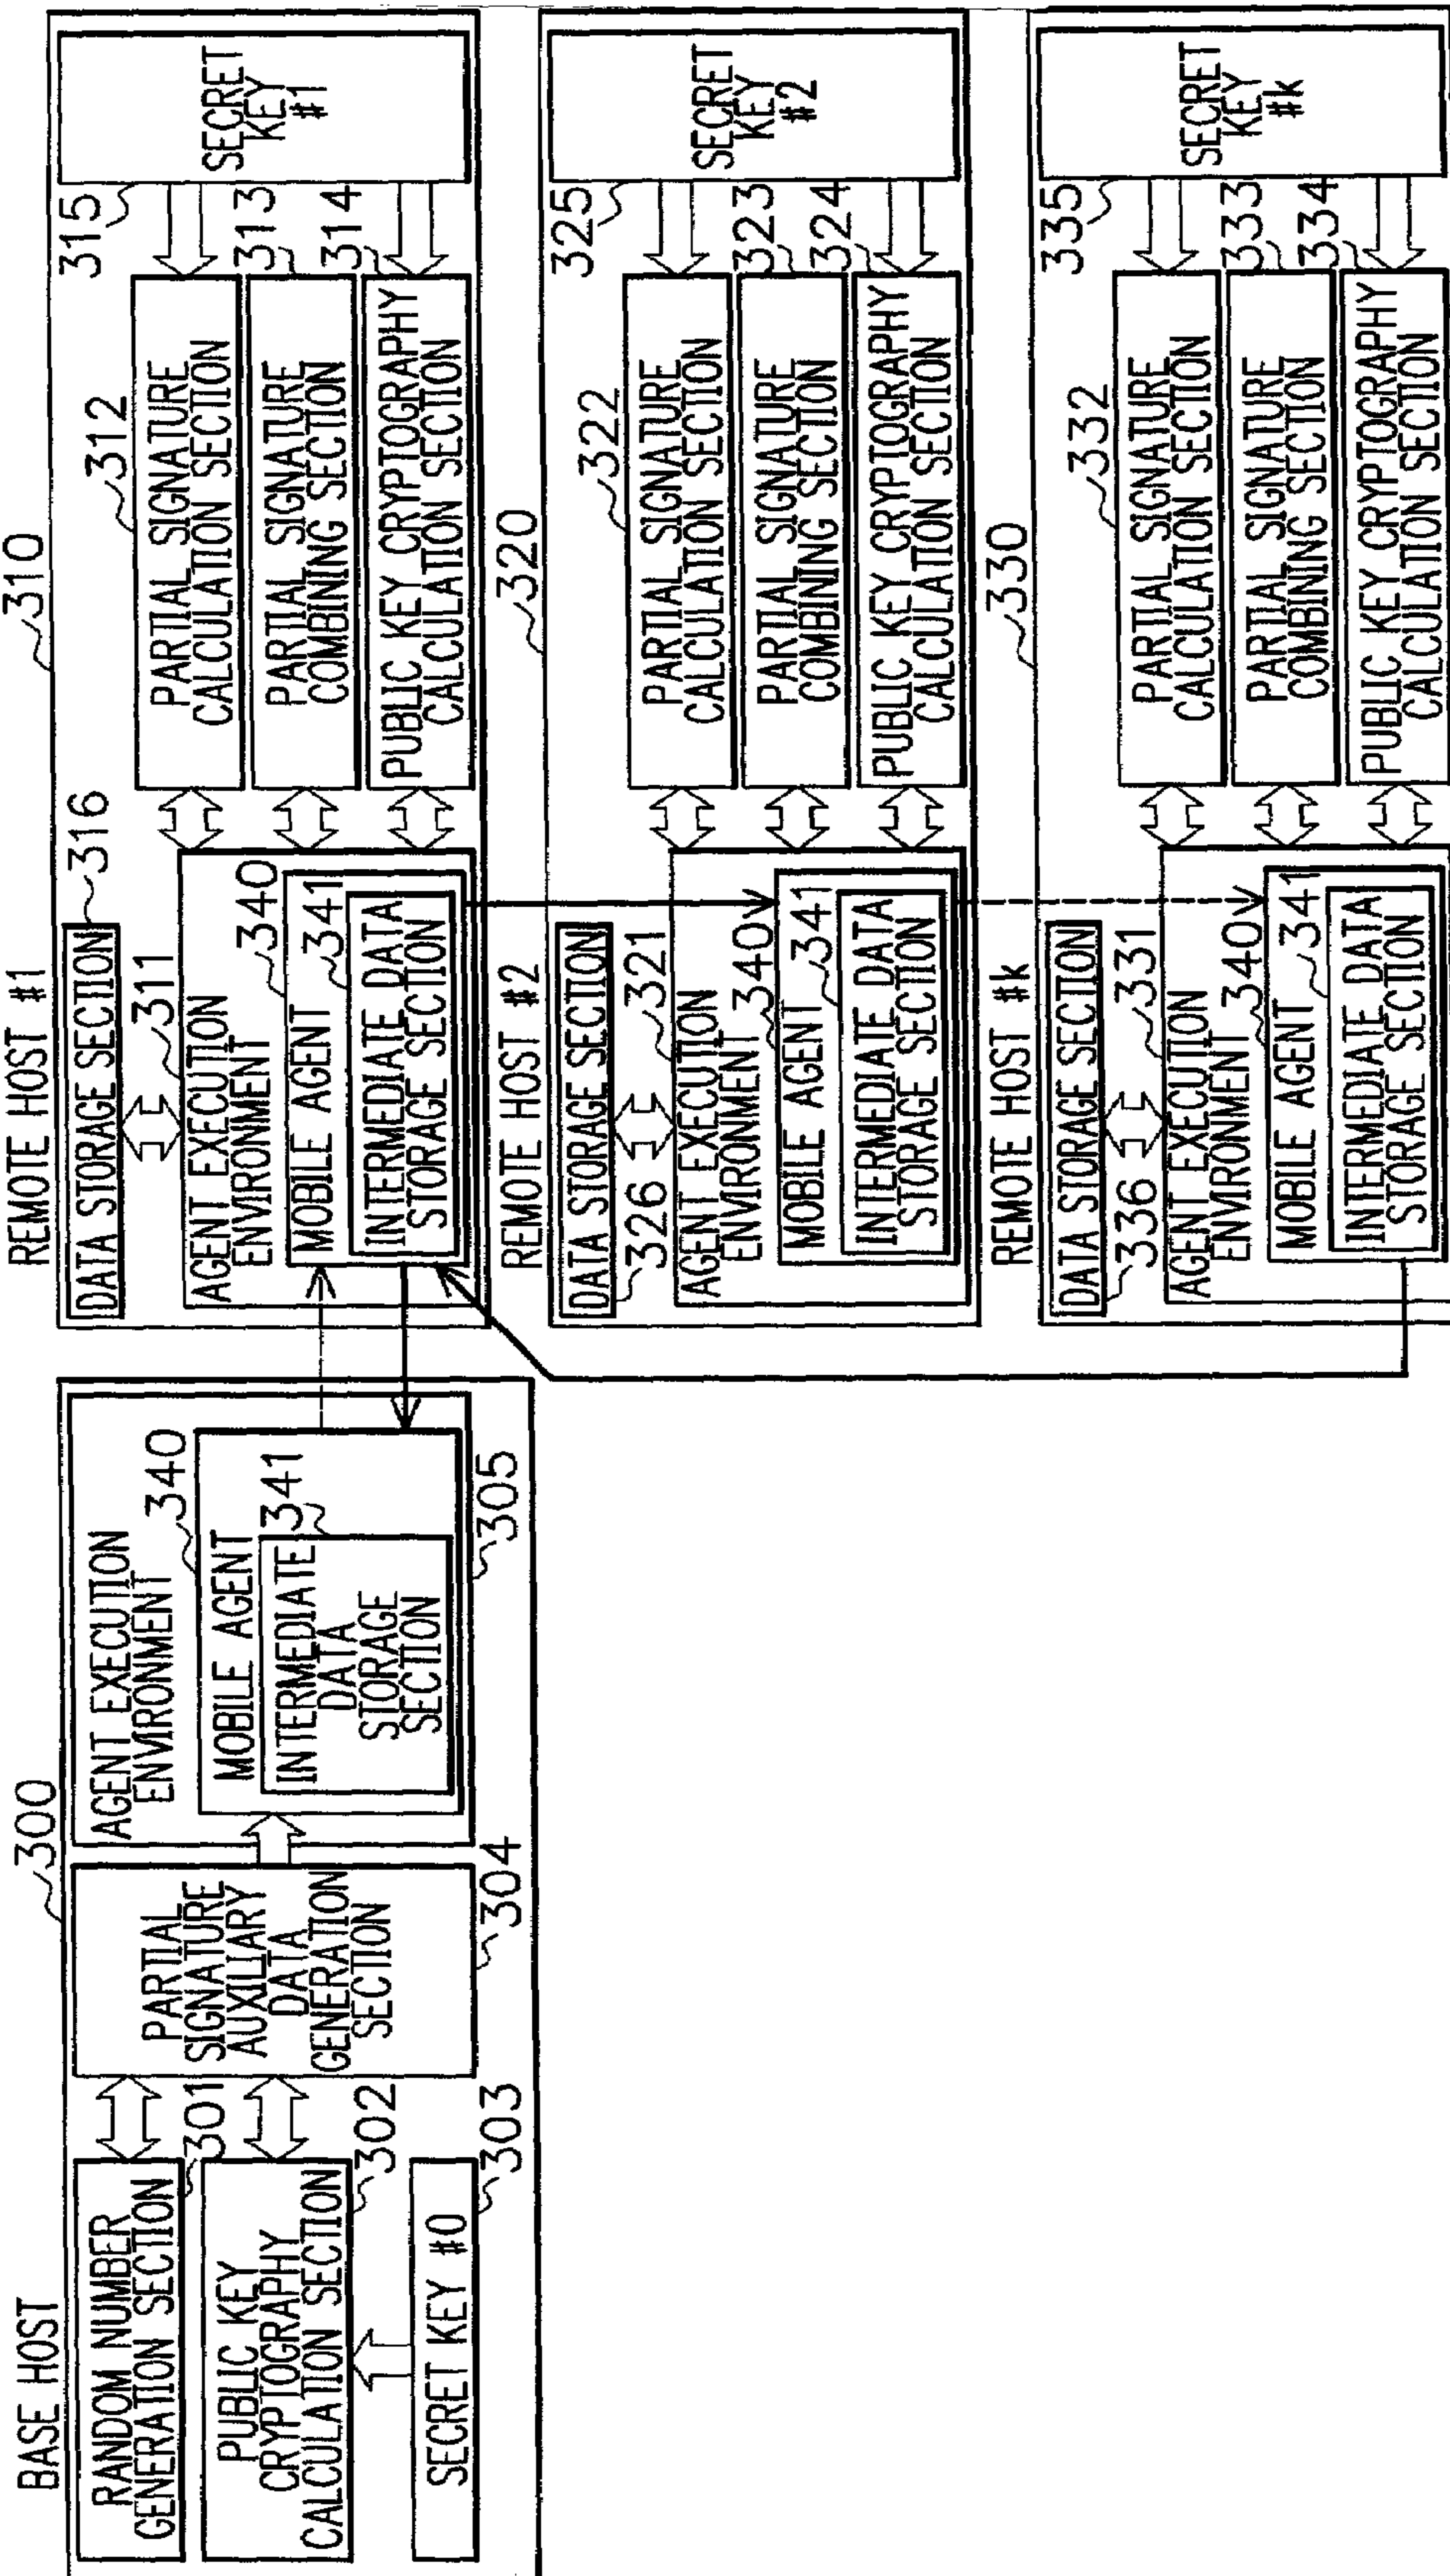 BASE HOST
300
RANDOM NUMBER
GENERATION SECTION
301
PUBLIC KEY
CRYPTOGRAPHY
CALCULATION SECTION
302
SECRET KEY #0
303
PARTIAL
SIGNATURE
AUXILIARY
DATA
GENERATION
SECTION
304
AGENT EXECUTION
ENVIRONMENT
340
MOBILE AGENT
341
INTERMEDIATE
DATA
STORAGE
SECTION
305
REMOTE HOST #1
310
DATA STORAGE SECTION
316
311
AGENT EXECUTION
ENVIRONMENT
340
MOBILE AGENT
341
INTERMEDIATE DATA
STORAGE SECTION
312
PARTIAL SIGNATURE
CALCULATION SECTION
313
PARTIAL SIGNATURE
COMBINING SECTION
314
PUBLIC KEY CRYPTOGRAPHY
CALCULATION SECTION
315
SECRET
KEY
#1
REMOTE HOST #2
320
DATA STORAGE SECTION
326
321
AGENT EXECUTION
ENVIRONMENT
340
MOBILE AGENT
341
INTERMEDIATE DATA
STORAGE SECTION
322
PARTIAL SIGNATURE
CALCULATION SECTION
323
PARTIAL SIGNATURE
COMBINING SECTION
324
PUBLIC KEY CRYPTOGRAPHY
CALCULATION SECTION
325
SECRET
KEY
#2
REMOTE HOST #k
330
DATA STORAGE SECTION
336
331
AGENT EXECUTION
ENVIRONMENT
340
MOBILE AGENT
341
INTERMEDIATE DATA
STORAGE SECTION
332
PARTIAL SIGNATURE
CALCULATION SECTION
333
PARTIAL SIGNATURE
COMBINING SECTION
334
PUBLIC KEY CRYPTOGRAPHY
CALCULATION SECTION
335
SECRET
KEY
#k